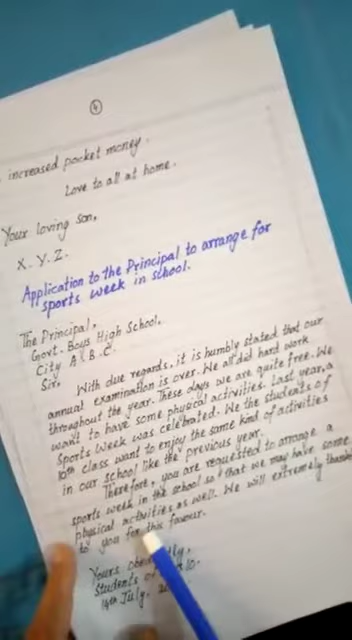 4
increased pocket money.
Love to all at home.
Your loving son,
X.Y.Z.
Application to the Principal to arrange for
sports week in school.
The Principal,
Govt. Boys High School,
City A.B.C.
Sir,
With due regards, it is humbly stated that our
annual examination is over. We all did hard work
throughout the year. These days we are quite free. We
want to have some physical activities. Last year, a
Sports Week was celebrated. We the students of
10th class want to enjoy the same kind of activities
in our school like the previous year.
Therefore, you are requested to arrange a
sports week in the school so that we may have some
physical activities as well. We will extremely
to you for this favour.
Yours obediently,
Students of
14th July,